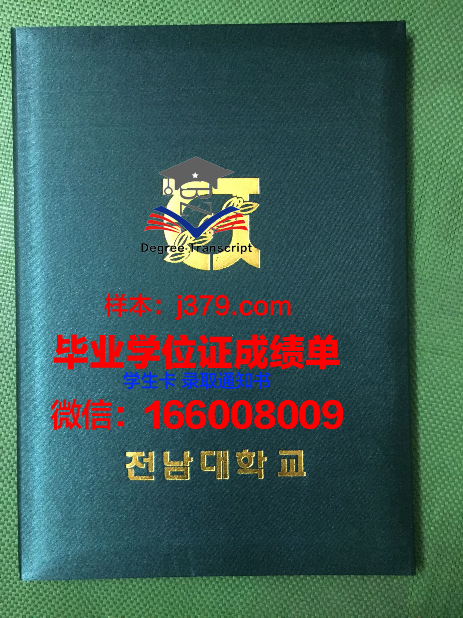 Degree·Transcript
样本：j379.com
毕业学位证成绩单
学生卡 录取通知书
微信：166008009
전남대학교